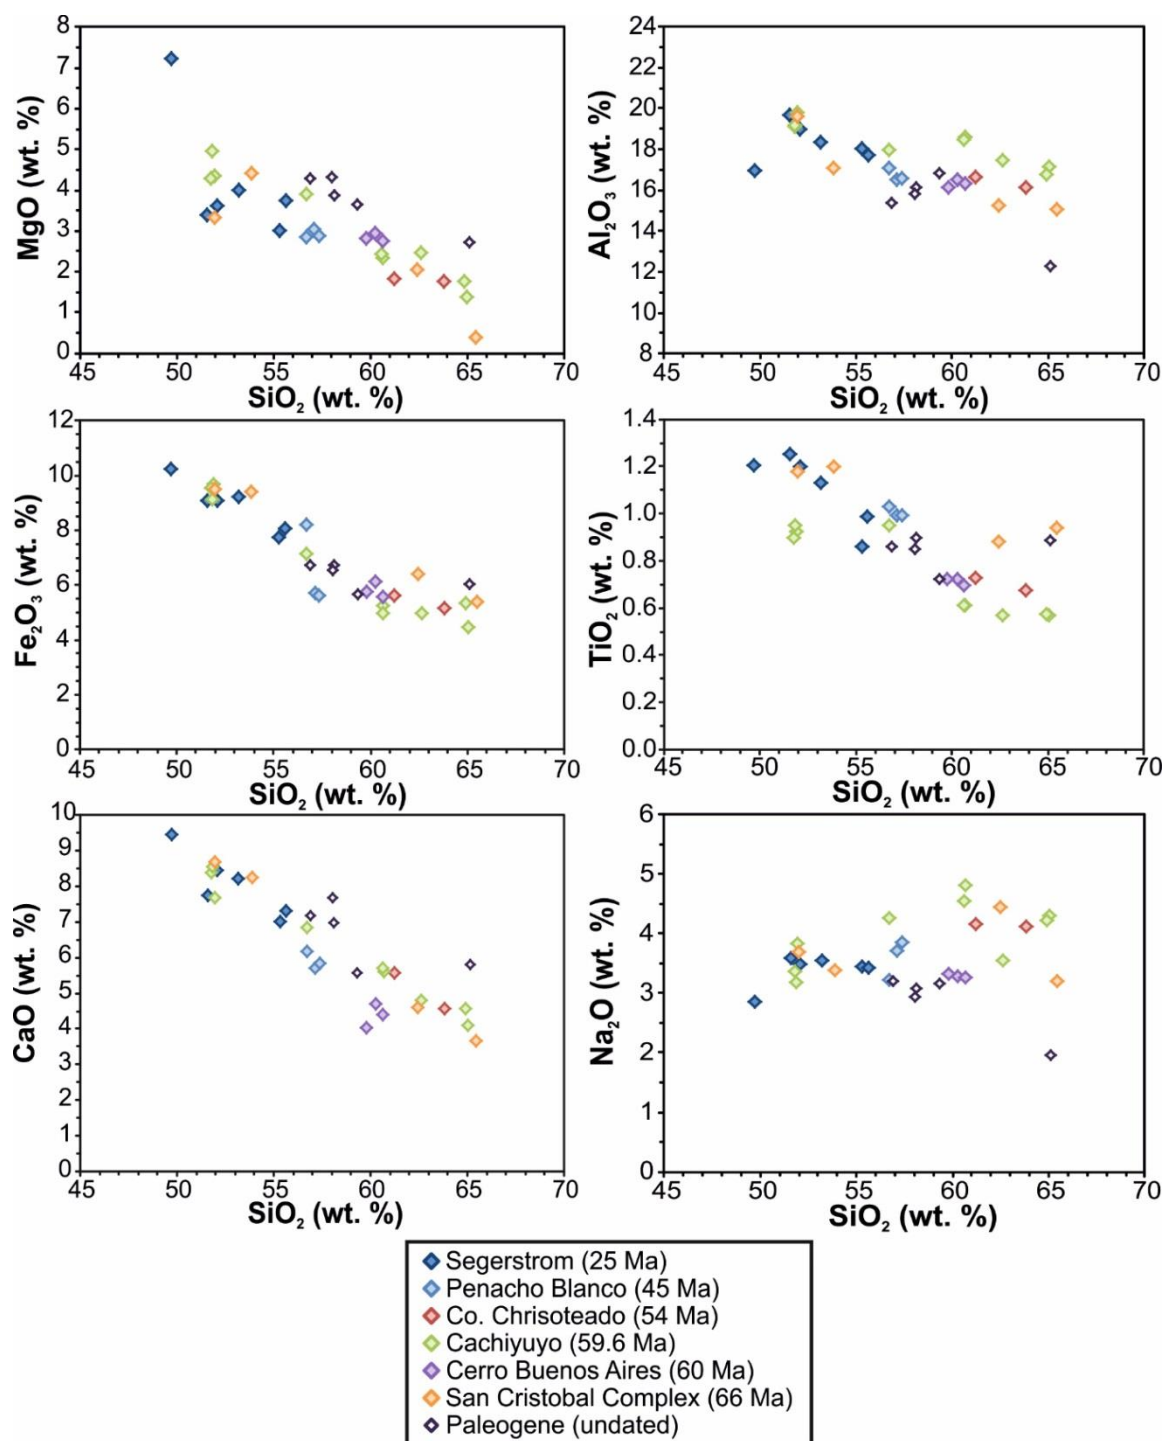 8
7
6
5
4
3
2
1
0
MgO (wt. %)
45 50 55 60 65 70
SiO₂ (wt. %)
24
22
20
18
16
14
12
10
8
Al₂O₃ (wt. %)
45 50 55 60 65 70
SiO₂ (wt. %)
12
10
8
6
4
2
0
Fe₂O₃ (wt. %)
45 50 55 60 65 70
SiO₂ (wt. %)
1.4
1.2
1.0
0.8
0.6
0.4
0.2
0.0
TiO₂ (wt. %)
45 50 55 60 65 70
SiO₂ (wt. %)
10
9
8
7
6
5
4
3
2
1
0
CaO (wt. %)
45 50 55 60 65 70
SiO₂ (wt. %)
6
5
4
3
2
1
0
Na₂O (wt. %)
45 50 55 60 65 70
SiO₂ (wt. %)
Segerstrom (25 Ma)
Penacho Blanco (45 Ma)
Co. Chrisoteado (54 Ma)
Cachiyuyo (59.6 Ma)
Cerro Buenos Aires (60 Ma)
San Cristobal Complex (66 Ma)
Paleogene (undated)